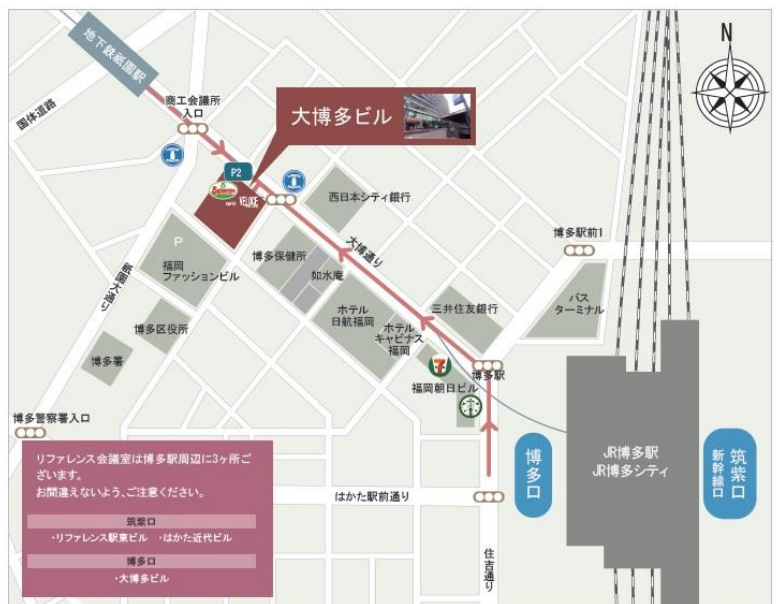 地下鉄祇園駅
N
国体道路
商工会議所
入口
大博多ビル
P2
VELOCE
西日本シティ銀行
博多駅前1
P
福岡
ファッションビル
博多保健所
如水庵
大博通り
祇園大通り
ホテル
日航福岡
三井住友銀行
バス
ターミナル
博多区役所
ホテル
キャビナス
福岡
博多署
7
博多駅
福岡朝日ビル
博多警察署入口
博多口
JR博多駅
JR博多シティ
筑紫口
新幹線口
はかた駅前通り
住吉通り
リファレンス会議室は博多駅周辺に3ヶ所ご
ざいます。
お間違えないよう、ご注意ください。
筑紫口
・リファレンス駅東ビル ・はかた近代ビル
博多口
・大博多ビル